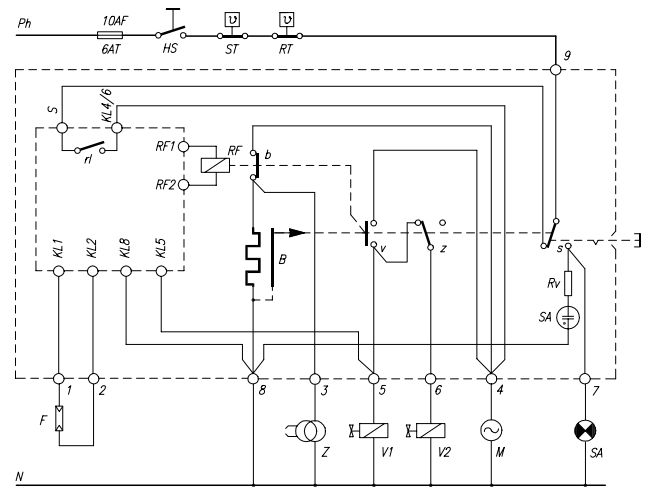 Ph
10AF
6AT
HS
ST
RT
υ
υ
9
S
KL4/6
rl
RF1
RF
b
RF2
KL1
KL2
KL8
KL5
B
v
z
s
Rv
SA
1
2
8
3
5
6
4
7
F
Z
V1
V2
M
SA
N